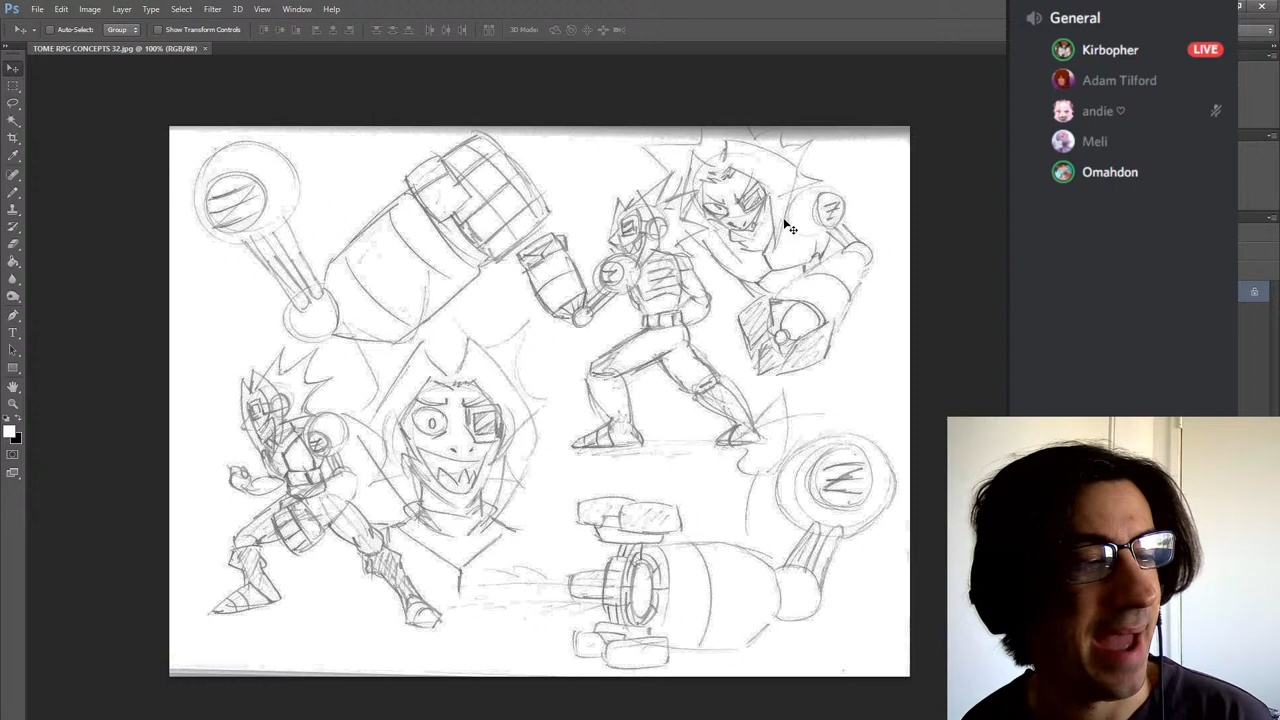 Ps File Edit Image Layer Type Select Filter 3D View Window Help
Auto-Select: Group Show Transform Controls 3D Mode:
TOME RPG CONCEPTS 32.jpg @ 100% (RGB/8#) ×
General
Kirbopher LIVE
Adam Tilford
andie♡
Meli
Omahdon
Z
Z
Z
Z
Z